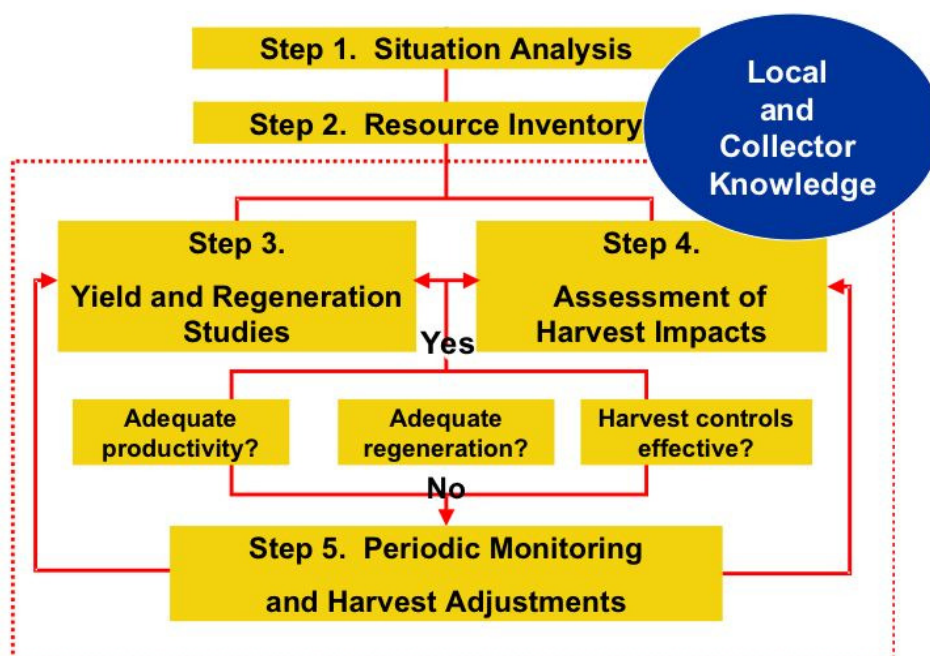 Step 1. Situation Analysis
Step 2. Resource Inventory
Local
and
Collector
Knowledge
Step 3.
Yield and Regeneration
Studies
Step 4.
Assessment of
Harvest Impacts
Yes
Adequate
productivity?
Adequate
regeneration?
Harvest controls
effective?
No
Step 5. Periodic Monitoring
and Harvest Adjustments